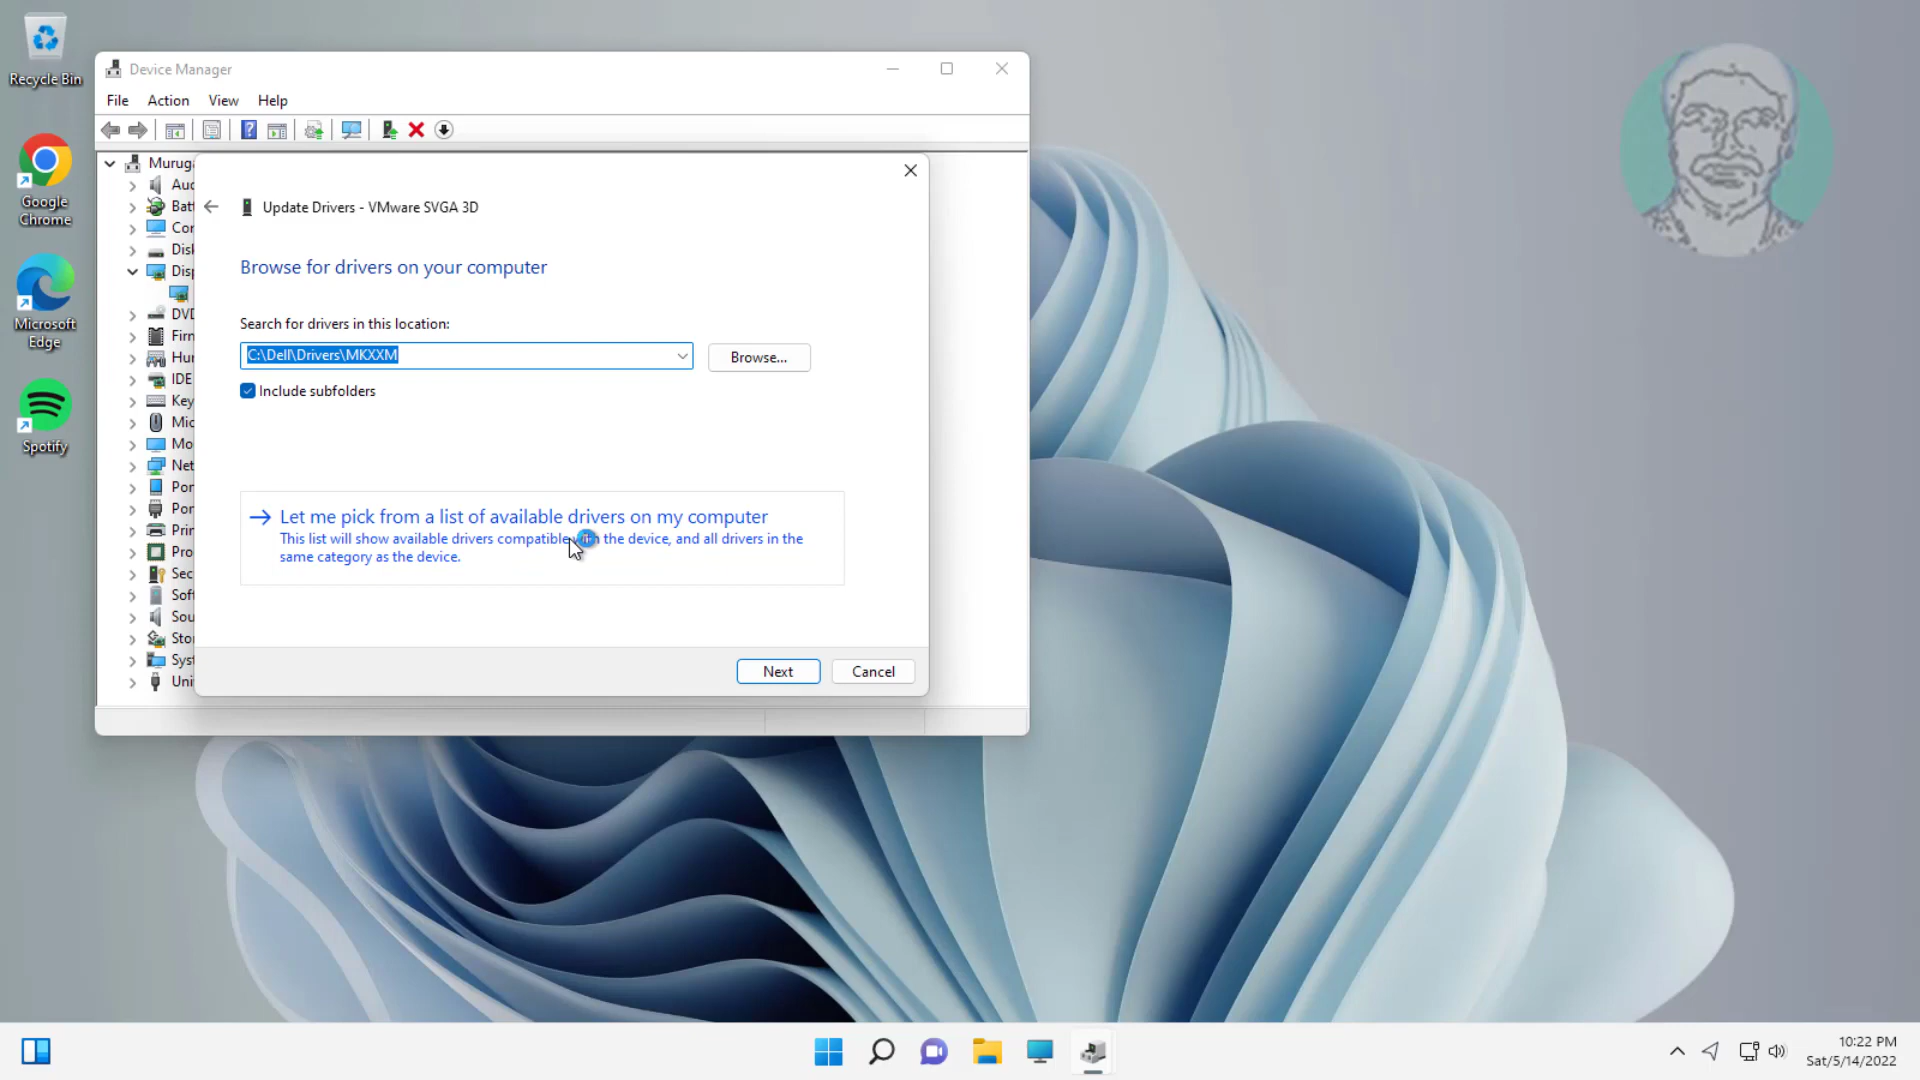 Recycle Bin
Google
Chrome
Microsoft
Edge
Spotify
Device Manager
File Action View Help
Murug
Aud
Batt
Cor
Disk
Disp
DVD
Firn
Hur
IDE
Key
Mic
Mo
Net
Por
Por
Prin
Pro
Sec
Soft
Sou
Stor
Syst
Uni
Update Drivers - VMware SVGA 3D
Browse for drivers on your computer
Search for drivers in this location:
C:\Dell\Drivers\MKXXM
Browse...
Include subfolders
Let me pick from a list of available drivers on my computer
This list will show available drivers compatible with the device, and all drivers in the
same category as the device.
Next Cancel
10:22 PM
Sat/5/14/2022